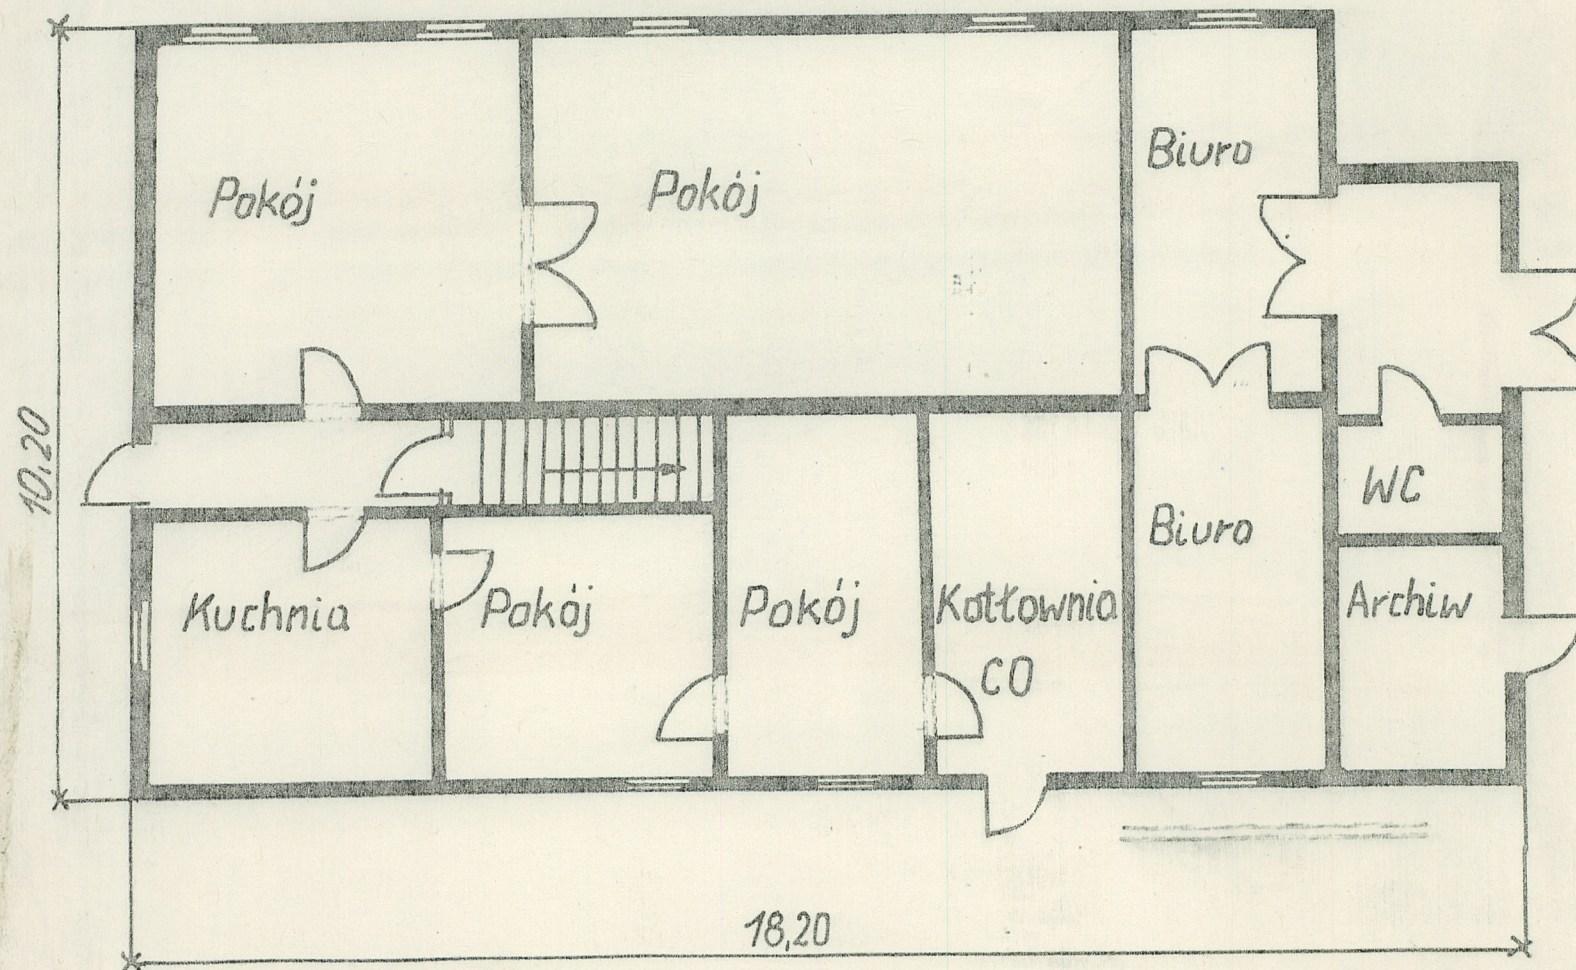 Pokój
Pokój
Biuro
10.20
WC
Biuro
Kuchnia
Pokój
Pokój
Kotłownia
CO
Archiw
18,20